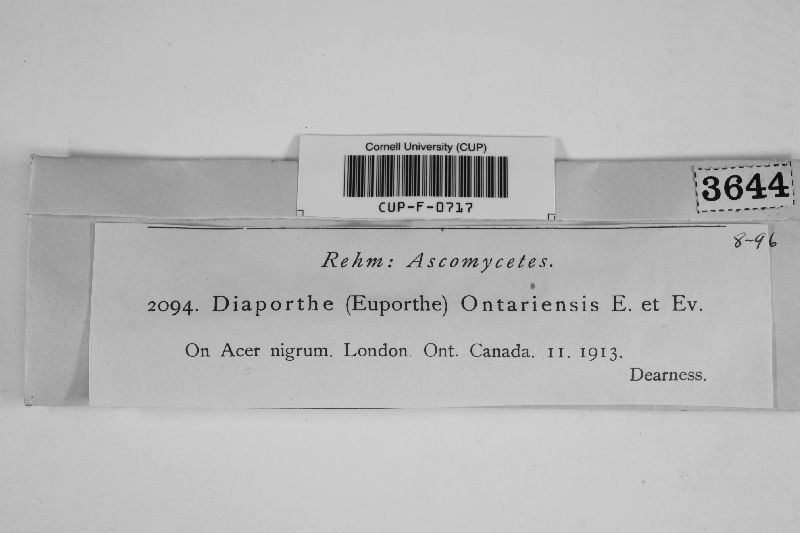 Cornell University (CUP)
CUP-F-0717
3644
8-96
Rehm: Ascomycetes.
2094. Diaporthe (Euporthe) Ontariensis E. et Ev.
On Acer nigrum. London. Ont. Canada. 11. 1913.
Dearness.